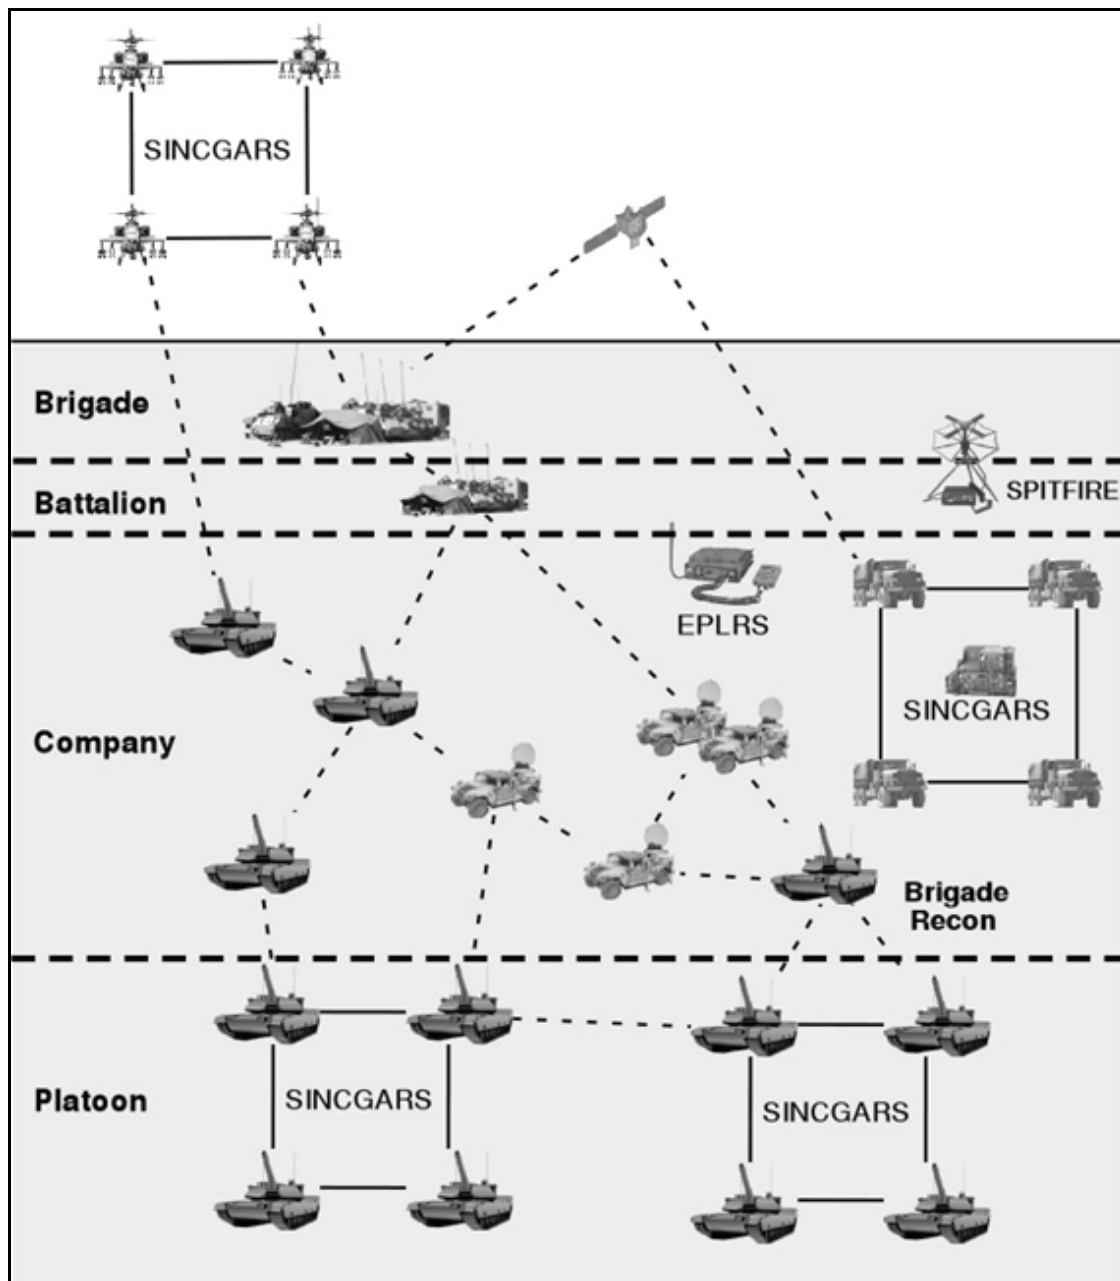 SINCGARS
Brigade
Battalion
SPITFIRE
EPLRS
SINCGARS
Company
Brigade
Recon
Platoon
SINCGARS
SINCGARS